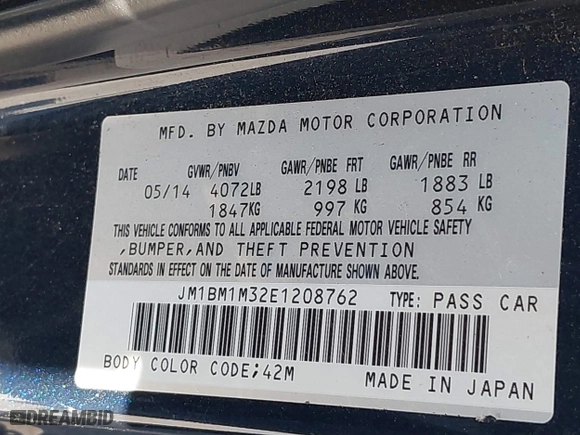 MFD. BY MAZDA MOTOR CORPORATION
DATE GVWR/PNBV GAWR/PNBE FRT GAWR/PNBE RR
05/14 4072LB 2198 LB 1883 LB
1847KG 997 KG 854 KG
THIS VEHICLE CONFORMS TO ALL APPLICABLE FEDERAL MOTOR VEHICLE SAFETY
,BUMPER,AND THEFT PREVENTION
STANDARDS IN EFFECT ON THE DATE OF MANUFACTURE SHOWN ABOVE.
JM1BM1M32E1208762 TYPE: PASS CAR
BODY COLOR CODE;42M MADE IN JAPAN
DREAMBID